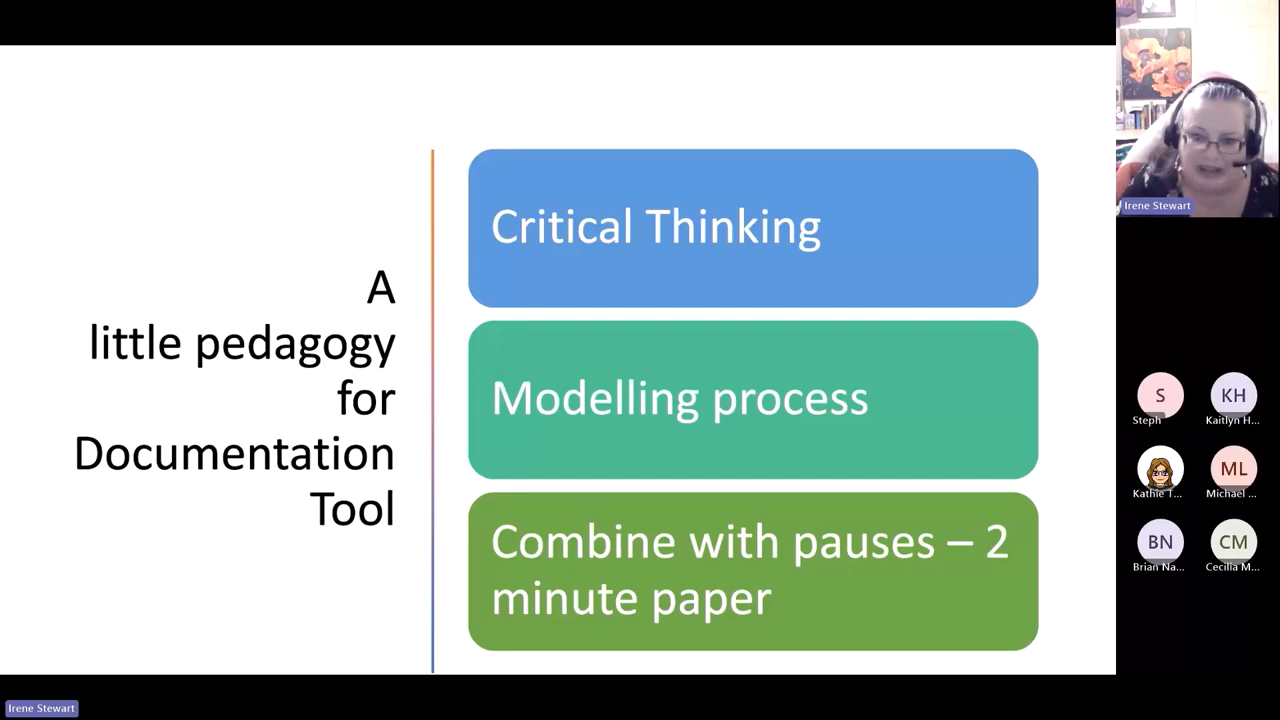 A
little pedagogy
for
Documentation
Tool
Critical Thinking
Modelling process
Combine with pauses – 2
minute paper
Irene Stewart
S
Steph
KH
Kaitlyn H...
Kathie T...
ML
Michael ...
BN
Brian Na...
CM
Cecilia M...
Irene Stewart